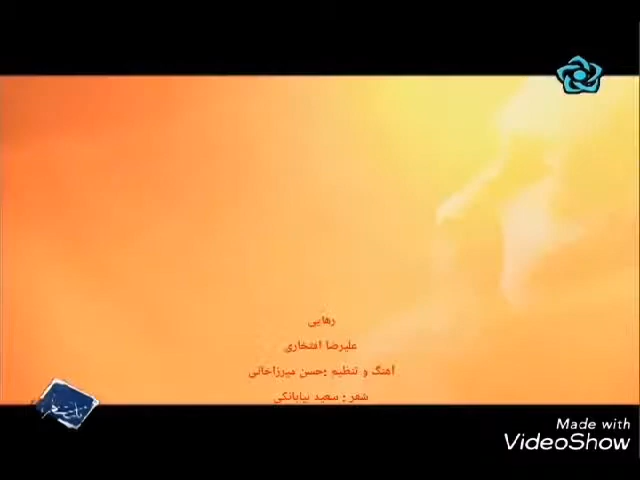 رهایی
علیرضا افتخاری
آهنگ و تنظیم :حسن میرزاخانی
شعر : سعید بیابانکی
Made with
VideoShow